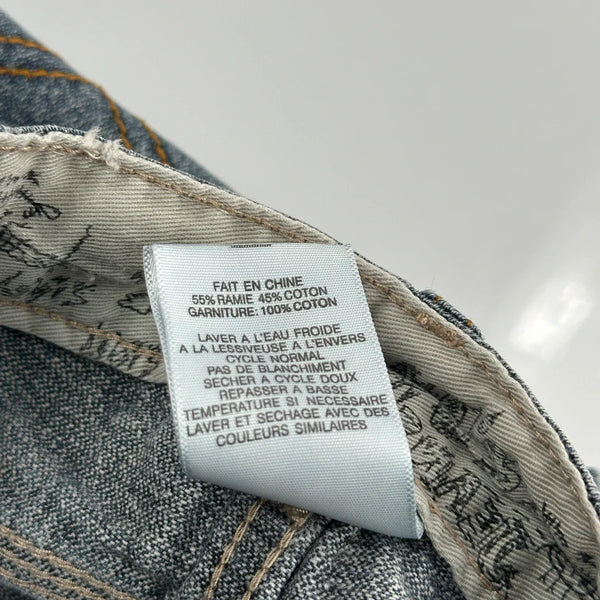 FAIT EN CHINE
55% RAMIE 45% COTON
GARNITURE: 100% COTON
LAVER A L'EAU FROIDE
A LA LESSIVEUSE A L'ENVERS
CYCLE NORMAL
PAS DE BLANCHIMENT
SECHER A CYCLE DOUX
REPASSER A BASSE
TEMPERATURE SI NECESSAIRE
LAVER ET SECHAGE AVEC DES
COULEURS SIMILAIRES